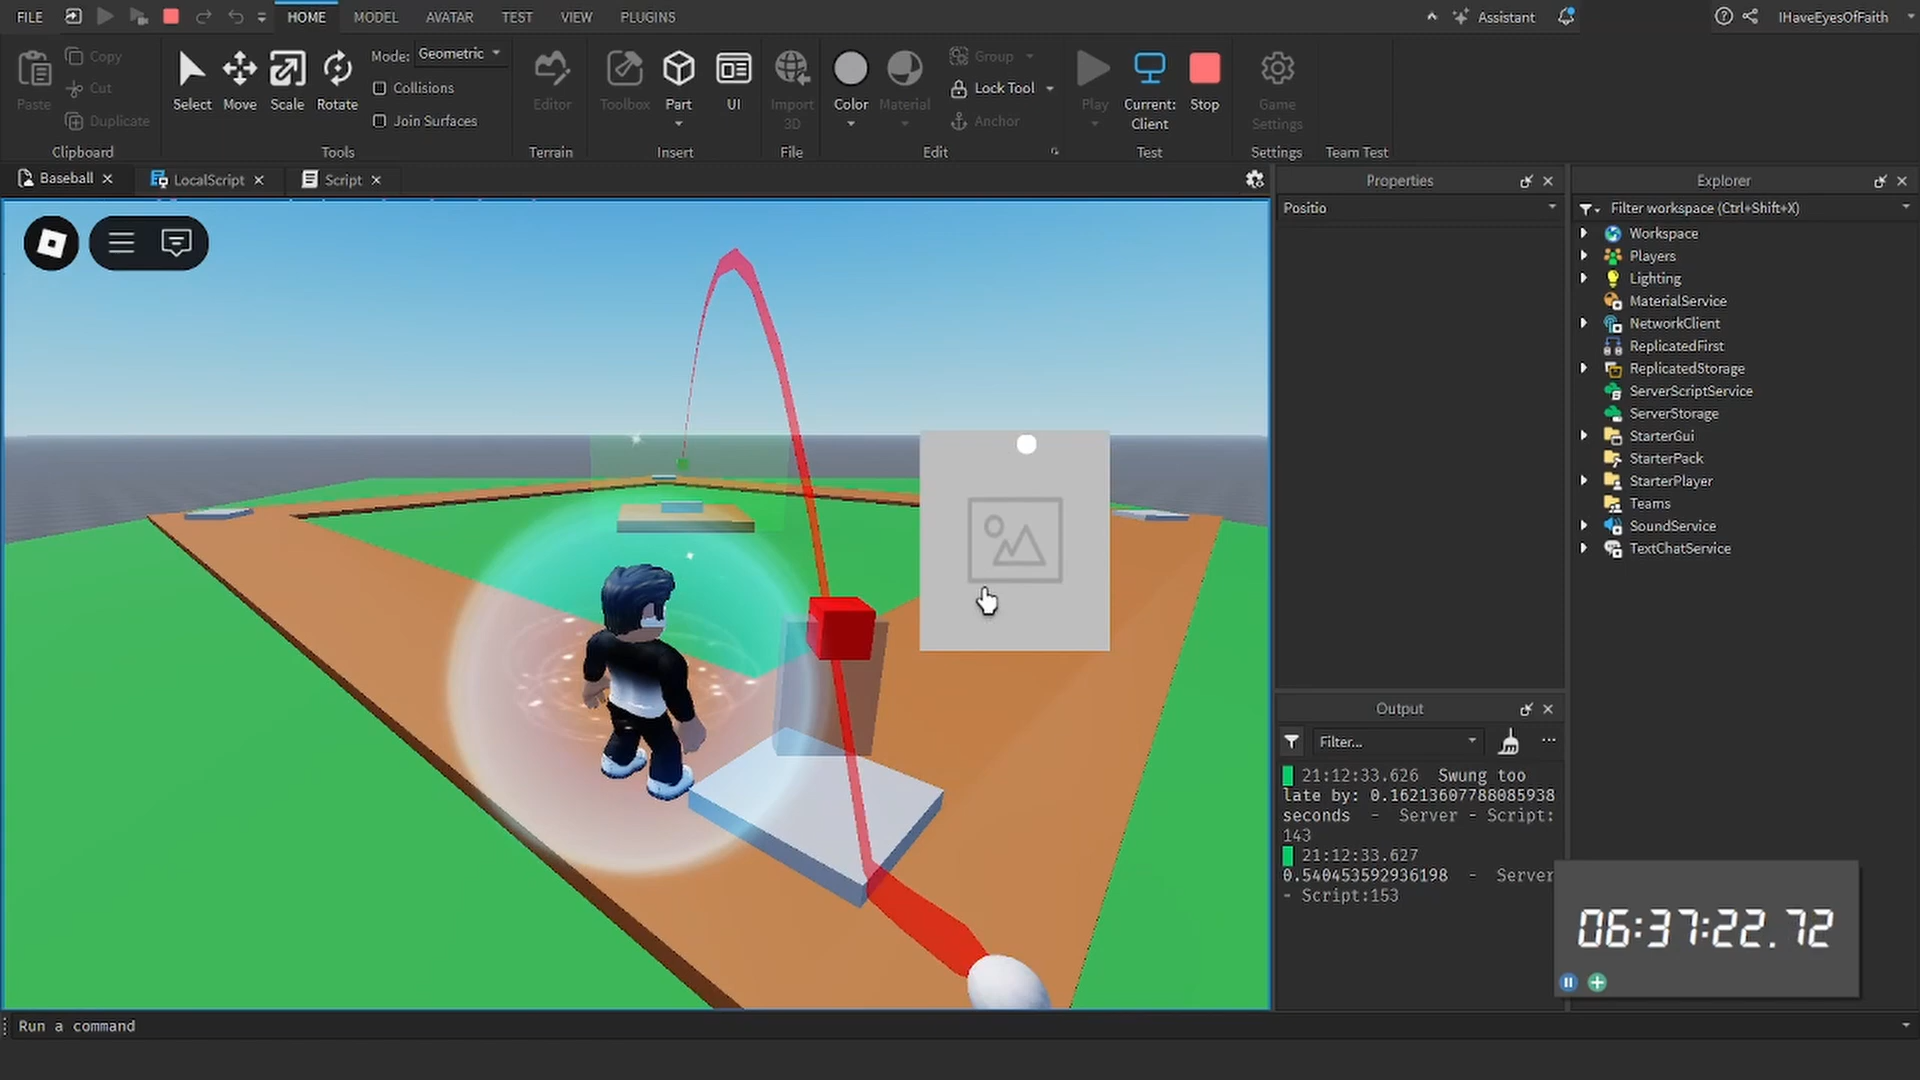 FILE
HOME
MODEL
AVATAR
TEST
VIEW
PLUGINS
Assistant
IHaveEyesOfFaith
Paste
Copy
Cut
Duplicate
Clipboard
Select
Move
Scale
Rotate
Mode: Geometric
Collisions
Join Surfaces
Tools
Editor
Terrain
Toolbox
Part
UI
Insert
Import
3D
File
Color
Material
Group
Lock Tool
Anchor
Edit
Play
Current:
Client
Stop
Test
Game
Settings
Settings
Team Test
Baseball
LocalScript
Script
Properties
Positio
Explorer
Filter workspace (Ctrl+Shift+X)
Workspace
Players
Lighting
MaterialService
NetworkClient
ReplicatedFirst
ReplicatedStorage
ServerScriptService
ServerStorage
StarterGui
StarterPack
StarterPlayer
Teams
SoundService
TextChatService
Output
Filter...
21:12:33.626 Swung too
late by: 0.16213607788085938
seconds - Server - Script:
143
21:12:33.627
0.540453592936198 - Server
- Script:153
06:37:22.72
Run a command